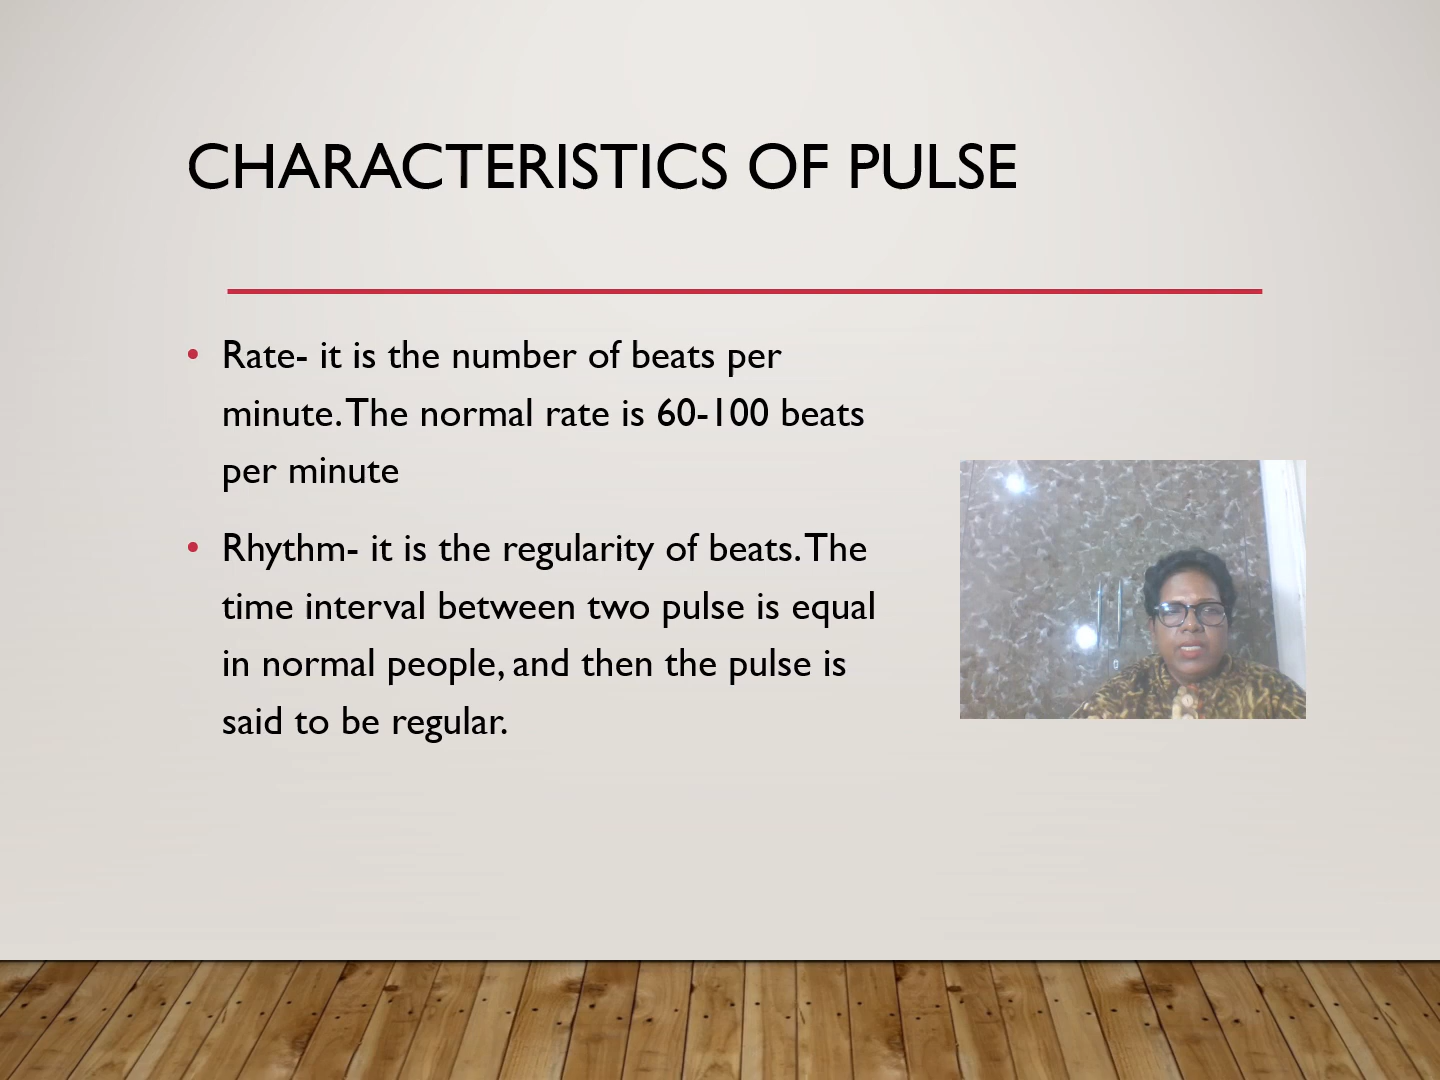 CHARACTERISTICS OF PULSE
• Rate- it is the number of beats per
minute. The normal rate is 60-100 beats
per minute
• Rhythm- it is the regularity of beats. The
time interval between two pulse is equal
in normal people, and then the pulse is
said to be regular.